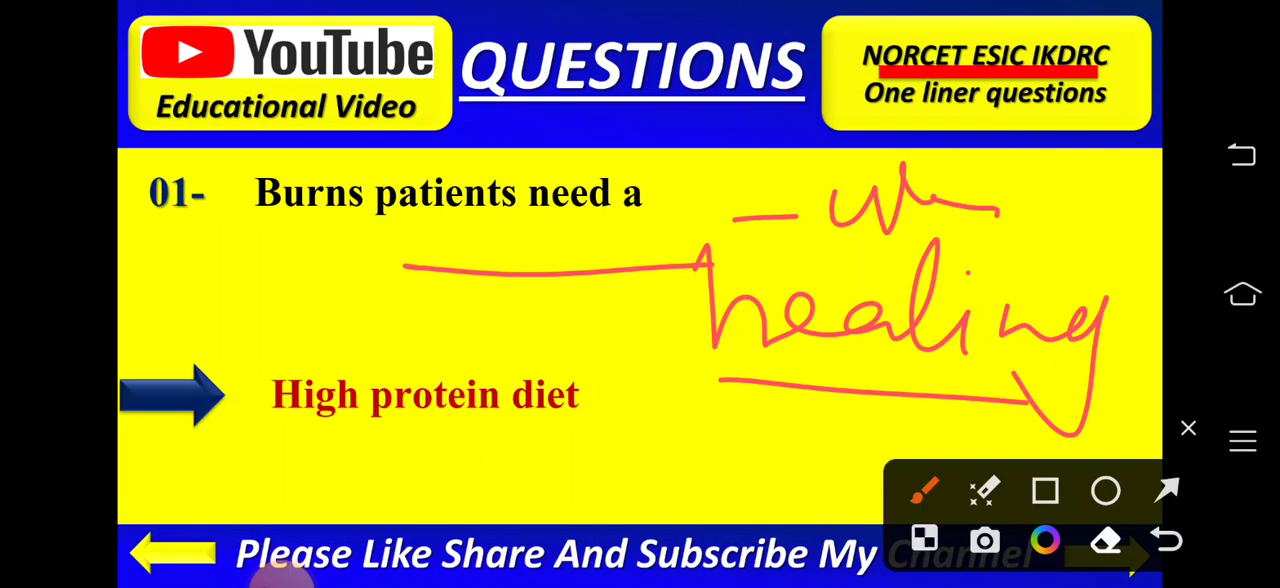 YouTube
Educational Video
QUESTIONS
NORCET ESIC IKDRC
One liner questions
01- Burns patients need a
healing
High protein diet
Please Like Share And Subscribe My Channel